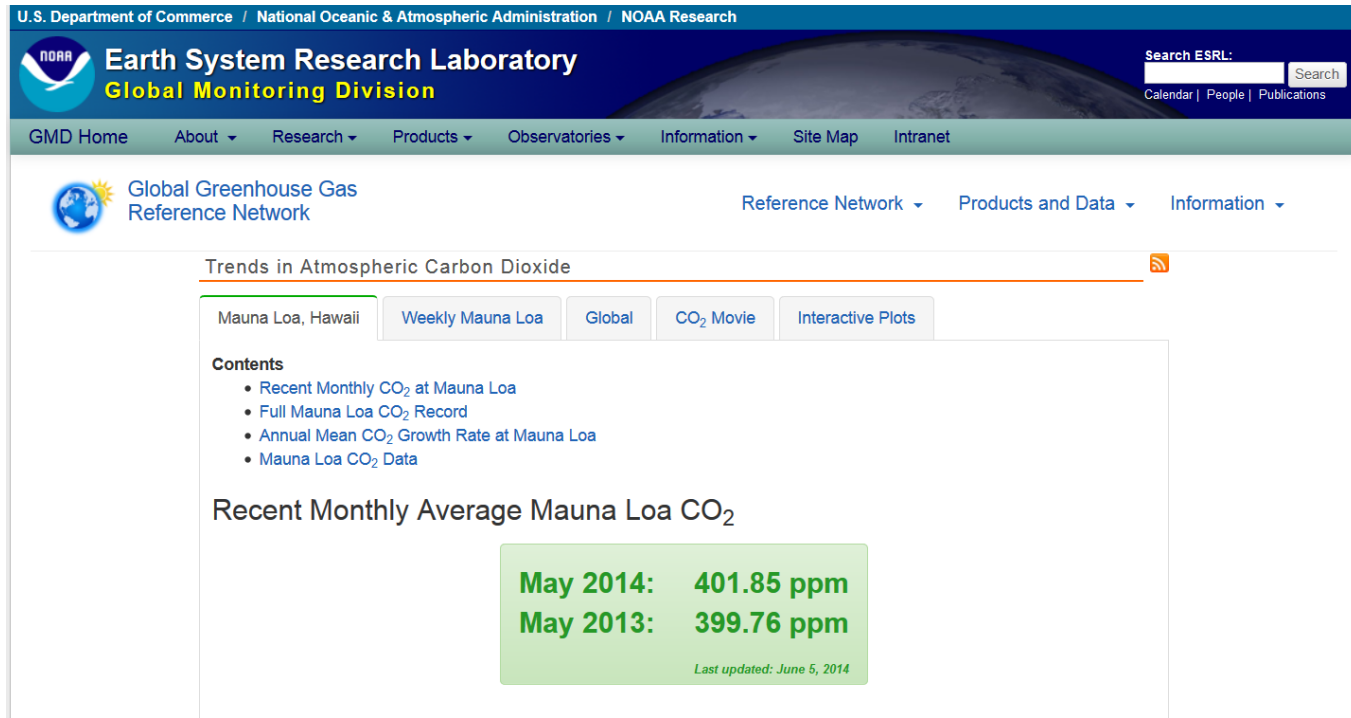 U.S. Department of Commerce / National Oceanic & Atmospheric Administration / NOAA Research
NOAA
Earth System Research Laboratory
Global Monitoring Division
Search ESRL:
Search
Calendar | People | Publications
GMD Home About Research Products Observatories Information Site Map Intranet
Global Greenhouse Gas
Reference Network
Reference Network Products and Data Information
Trends in Atmospheric Carbon Dioxide
Mauna Loa, Hawaii Weekly Mauna Loa Global CO₂ Movie Interactive Plots
Contents
• Recent Monthly CO₂ at Mauna Loa
• Full Mauna Loa CO₂ Record
• Annual Mean CO₂ Growth Rate at Mauna Loa
• Mauna Loa CO₂ Data
Recent Monthly Average Mauna Loa CO₂
May 2014: 401.85 ppm
May 2013: 399.76 ppm
Last updated: June 5, 2014